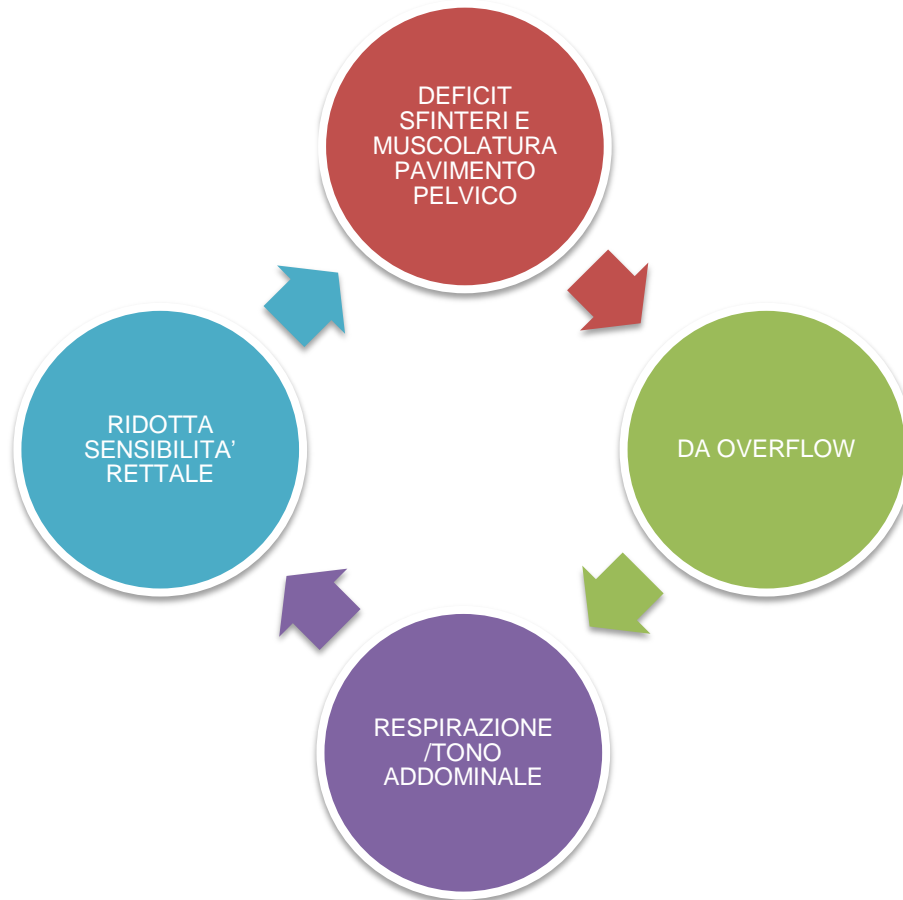 DEFICIT
SFINTERI E
MUSCOLATURA
PAVIMENTO
PELVICO
DA OVERFLOW
RESPIRAZIONE
/TONO
ADDOMINALE
RIDOTTA
SENSIBILITA’
RETTALE